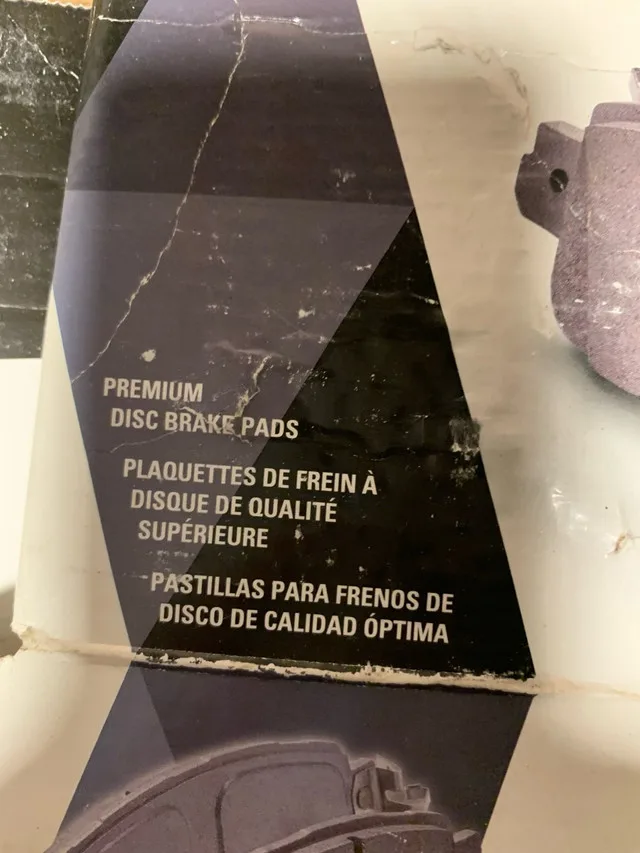 PREMIUM
DISC BRAKE PADS
PLAQUETTES DE FREIN À
DISQUE DE QUALITÉ
SUPÉRIEURE
PASTILLAS PARA FRENOS DE
DISCO DE CALIDAD ÓPTIMA